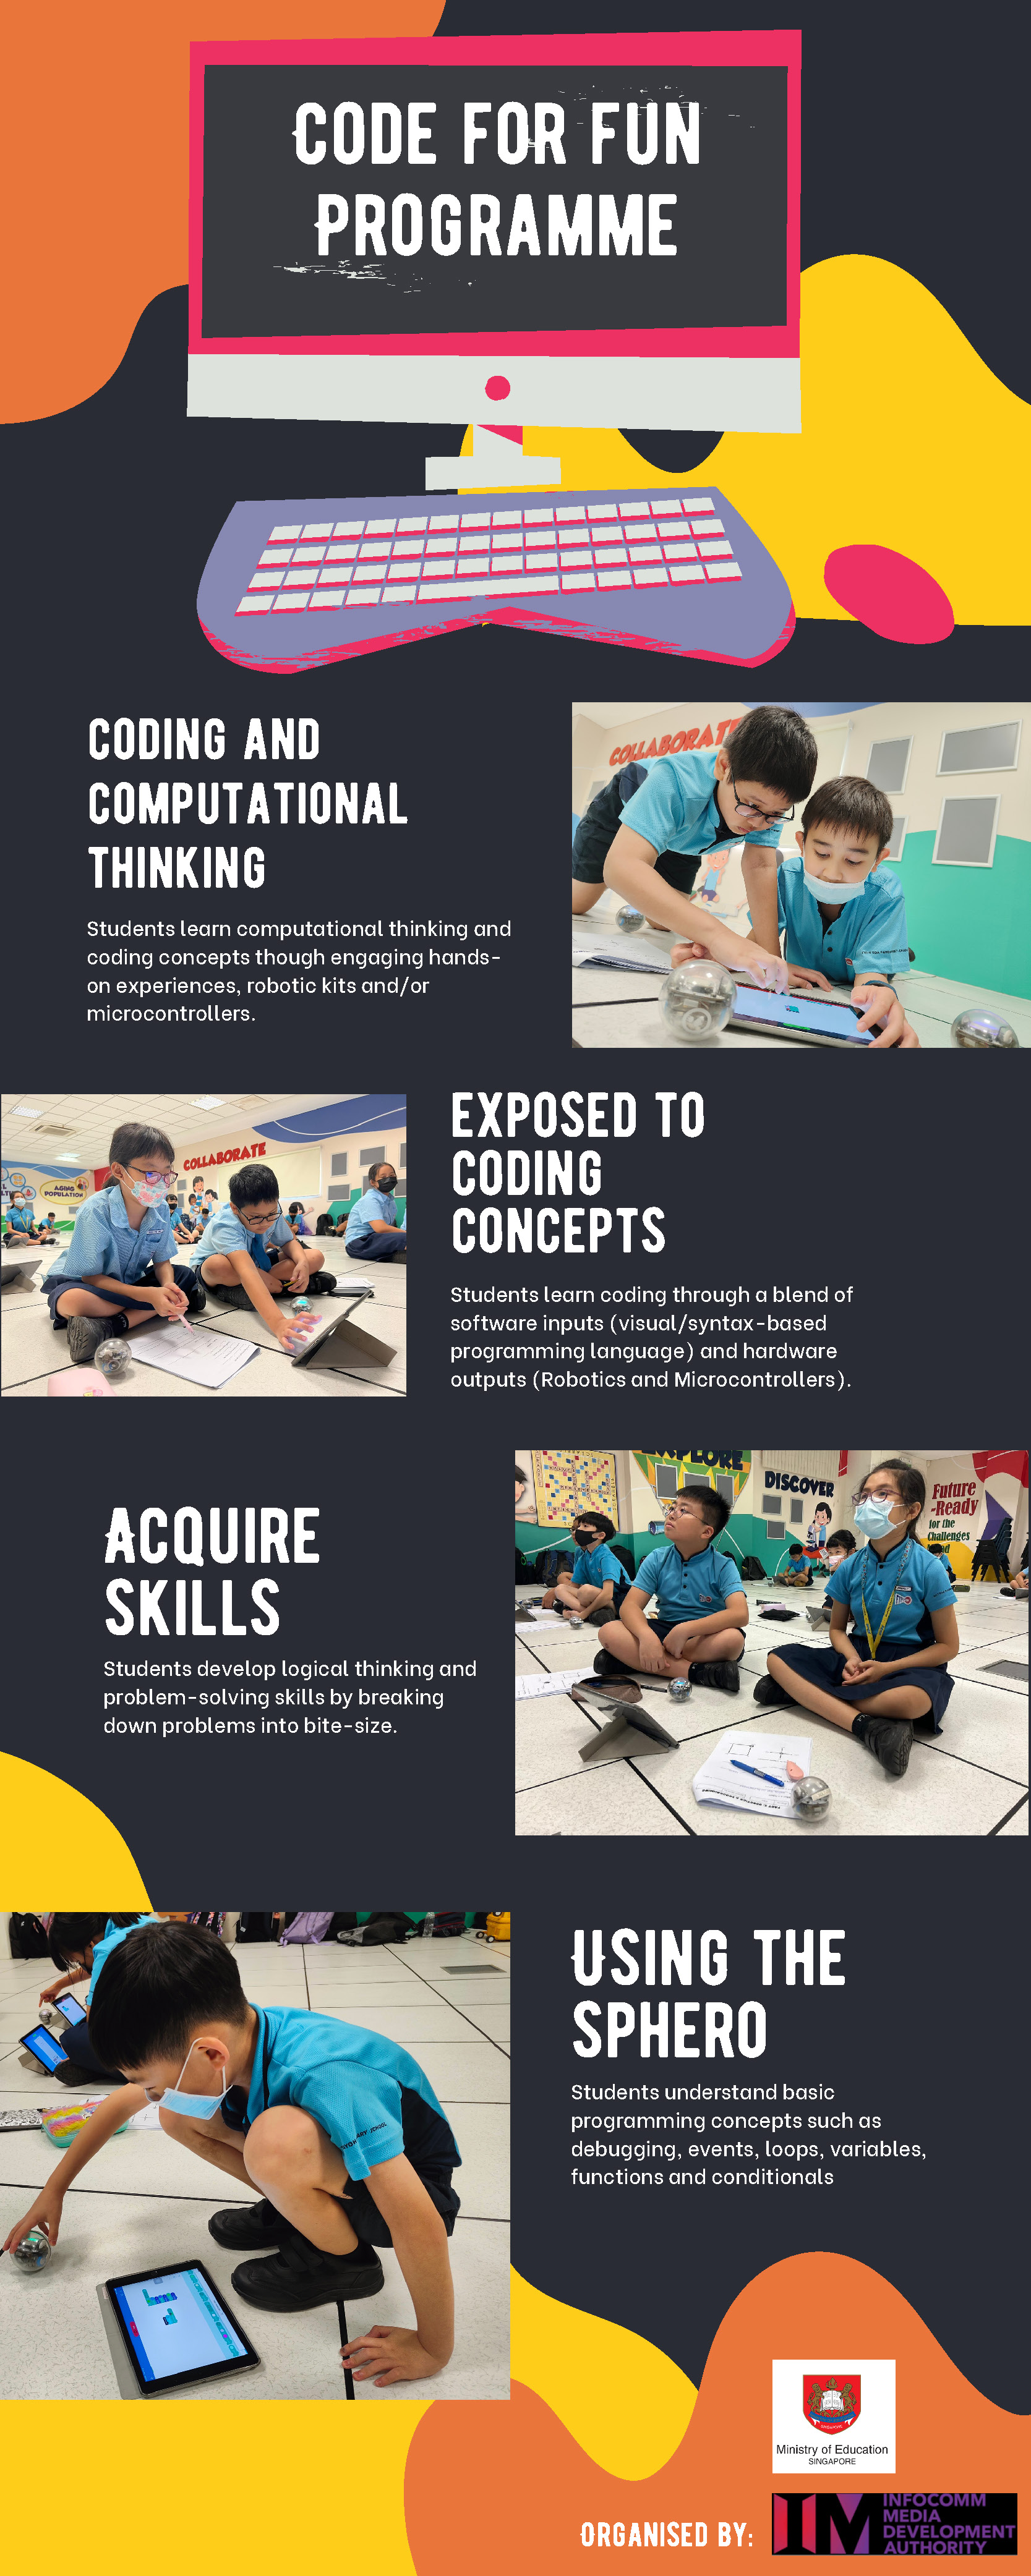 CODE FOR FUN
PROGRAMME
CODING AND
COMPUTATIONAL
THINKING
Students learn computational thinking and
coding concepts though engaging hands-
on experiences, robotic kits and/or
microcontrollers.
COLLABORATE
COLLABORATE
AGING
POPULATION
EXPOSED TO
CODING
CONCEPTS
Students learn coding through a blend of
software inputs (visual/syntax-based
programming language) and hardware
outputs (Robotics and Microcontrollers).
ACQUIRE
SKILLS
Students develop logical thinking and
problem-solving skills by breaking
down problems into bite-size.
DISCOVER
Future
-Ready
for the
Challenges
USING THE
SPHERO
Students understand basic
programming concepts such as
debugging, events, loops, variables,
functions and conditionals
Ministry of Education
SINGAPORE
ORGANISED BY:
INFOCOMM
MEDIA
DEVELOPMENT
AUTHORITY